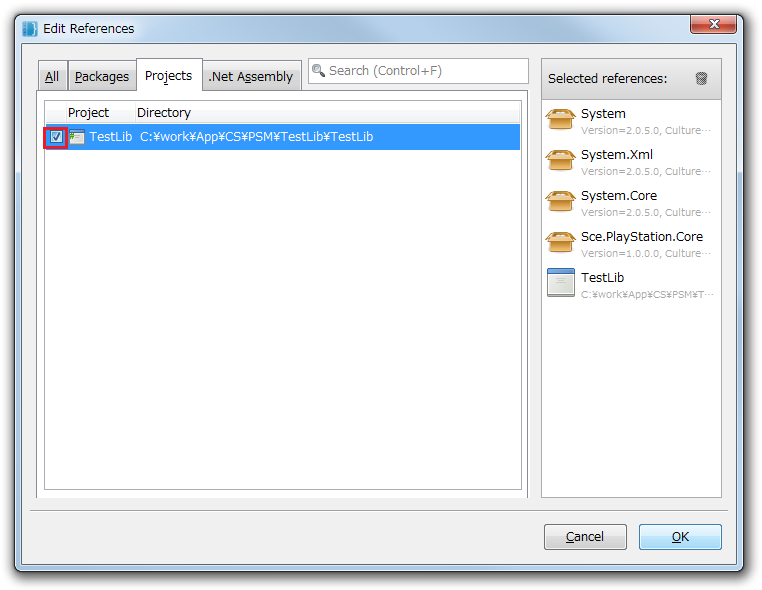 Edit References
All
Packages
Projects
.Net Assembly
Search (Control+F)
Selected references:
Project Directory
TestLib C:¥work¥App¥CS¥PSM¥TestLib¥TestLib
System
Version=2.0.5.0, Culture···
System.Xml
Version=2.0.5.0, Culture···
System.Core
Version=2.0.5.0, Culture···
Sce.PlayStation.Core
Version=1.0.0.0, Culture···
TestLib
C:¥work¥App¥CS¥PSM¥T···
Cancel
OK